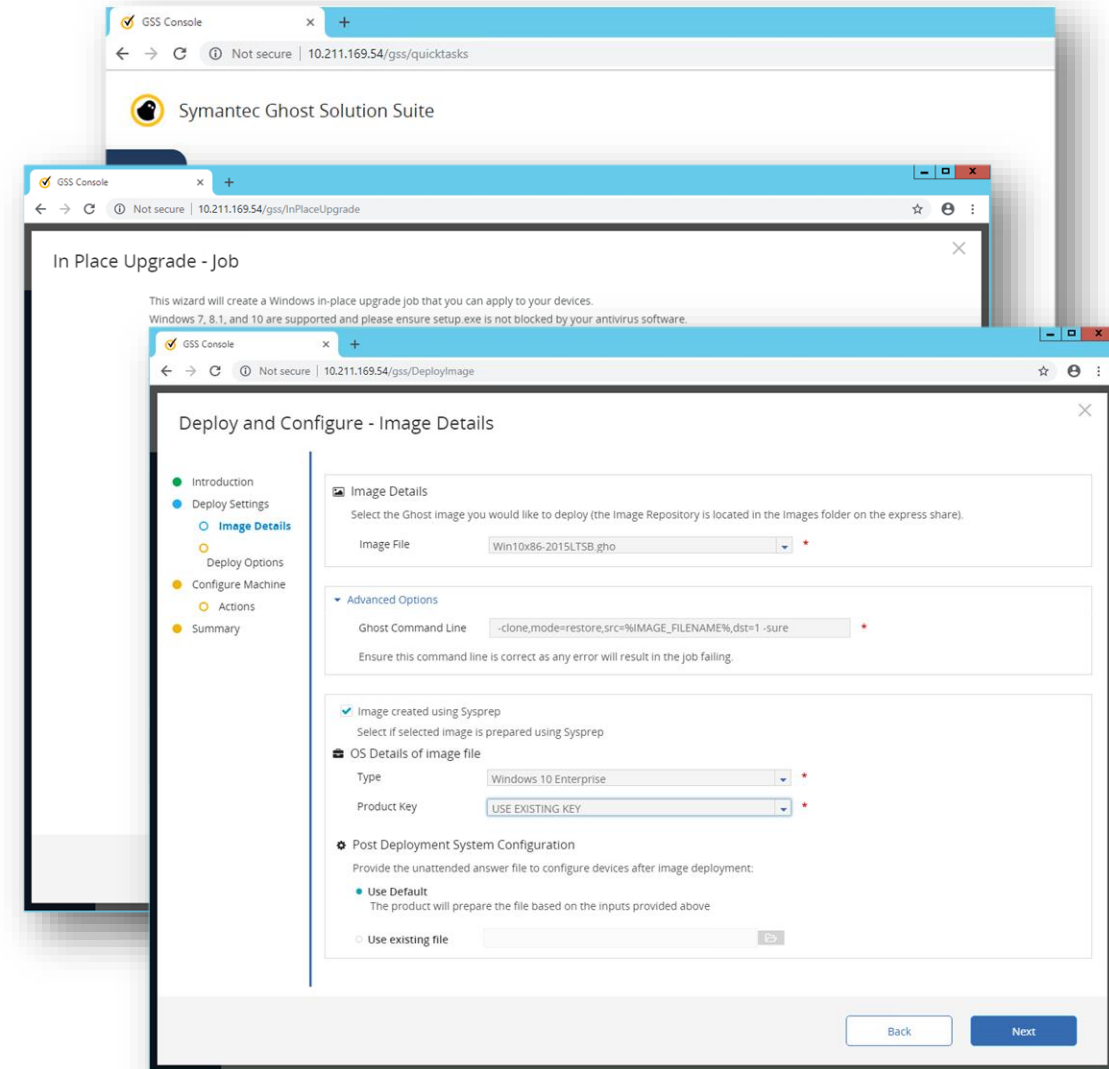 GSS Console
Not secure | 10.211.169.54/gss/quicktasks
Symantec Ghost Solution Suite
GSS Console
Not secure | 10.211.169.54/gss/InPlaceUpgrade
In Place Upgrade - Job
This wizard will create a Windows in-place upgrade job that you can apply to your devices.
Windows 7, 8.1, and 10 are supported and please ensure setup.exe is not blocked by your antivirus software.
GSS Console
Not secure | 10.211.169.54/gss/DeployImage
Deploy and Configure - Image Details
Introduction
Deploy Settings
Image Details
Deploy Options
Configure Machine
Actions
Summary
Image Details
Select the Ghost image you would like to deploy (the Image Repository is located in the Images folder on the express share).
Image File Win10x86-2015LTSB.gho *
Advanced Options
Ghost Command Line -clone,mode=restore,src=%IMAGE_FILENAME%,dst=1 -sure *
Ensure this command line is correct as any error will result in the job failing.
Image created using Sysprep
Select if selected image is prepared using Sysprep
OS Details of image file
Type Windows 10 Enterprise *
Product Key USE EXISTING KEY *
Post Deployment System Configuration
Provide the unattended answer file to configure devices after image deployment:
Use Default
The product will prepare the file based on the inputs provided above
Use existing file
Back Next